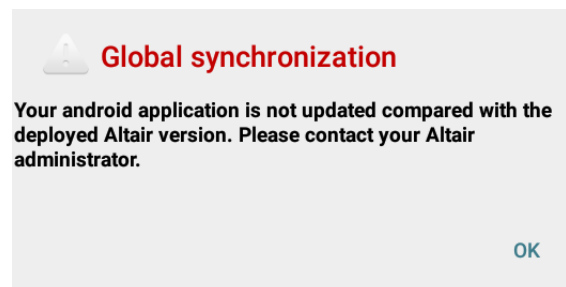 Global synchronization
Your android application is not updated compared with the
deployed Altair version. Please contact your Altair
administrator.
OK